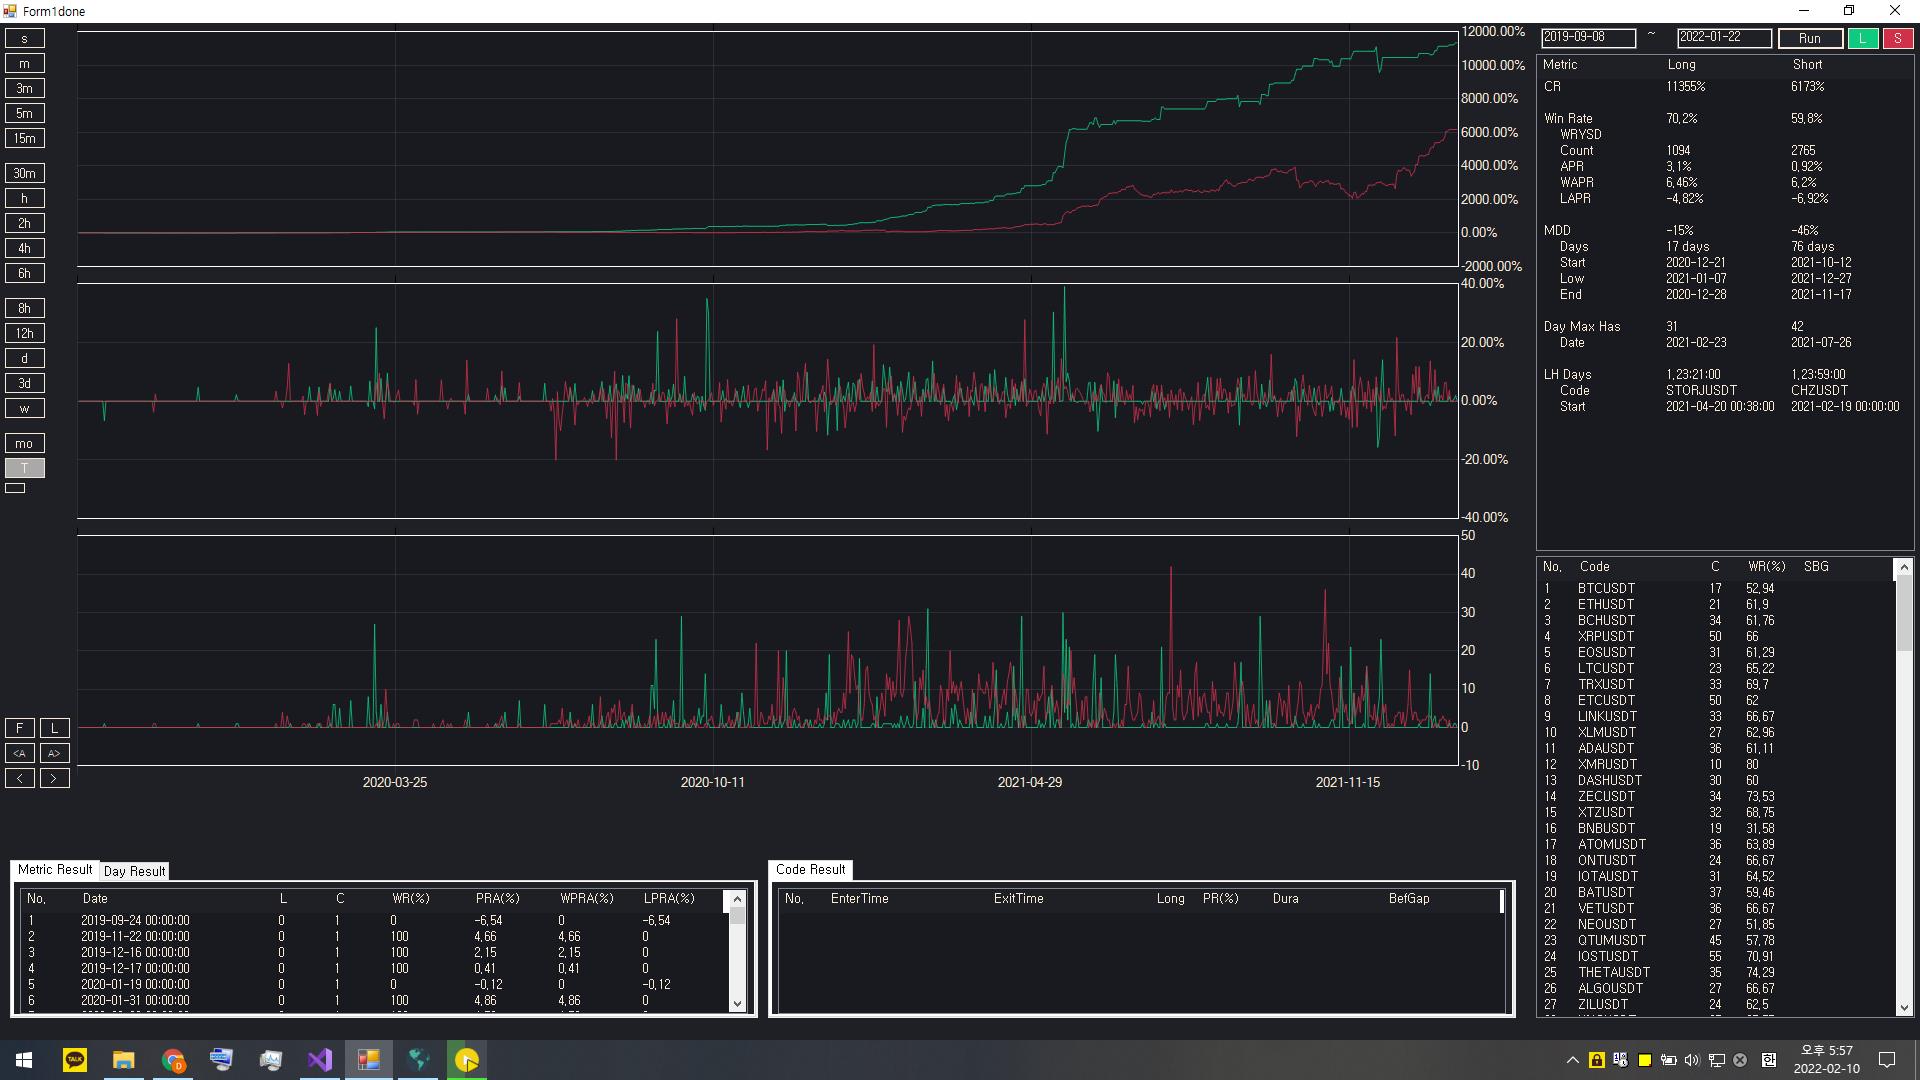 Form1done
s
m
3m
5m
15m
30m
h
2h
4h
6h
8h
12h
d
3d
w
mo
T
F L
<A A>
< >
12000.00%
10000.00%
8000.00%
6000.00%
4000.00%
2000.00%
0.00%
-2000.00%
40.00%
20.00%
0.00%
-20.00%
-40.00%
50
40
30
20
10
0
-10
2020-03-25 2020-10-11 2021-04-29 2021-11-15
2019-09-08 ~ 2022-01-22 Run L S
Metric Long Short
CR 11355% 6173%
Win Rate 70,2% 59,8%
WRYSD
Count 1094 2765
APR 3,1% 0,92%
WAPR 6,46% 6,2%
LAPR -4,82% -6,92%
MDD -15% -46%
Days 17 days 76 days
Start 2020-12-21 2021-10-12
Low 2021-01-07 2021-12-27
End 2020-12-28 2021-11-17
Day Max Has 31 42
Date 2021-02-23 2021-07-26
LH Days 1,23:21:00 1,23:59:00
Code STORJUSDT CHZUSDT
Start 2021-04-20 00:38:00 2021-02-19 00:00:00
No, Code C WR(%) SBG
1 BTCUSDT 17 52,94
2 ETHUSDT 21 61,9
3 BCHUSDT 34 61,76
4 XRPUSDT 50 66
5 EOSUSDT 31 61,29
6 LTCUSDT 23 65,22
7 TRXUSDT 33 69,7
8 ETCUSDT 50 62
9 LINKUSDT 33 66,67
10 XLMUSDT 27 62,96
11 ADAUSDT 36 61,11
12 XMRUSDT 10 80
13 DASHUSDT 30 60
14 ZECUSDT 34 73,53
15 XTZUSDT 32 68,75
16 BNBUSDT 19 31,58
17 ATOMUSDT 36 63,89
18 ONTUSDT 24 66,67
19 IOTAUSDT 31 64,52
20 BATUSDT 37 59,46
21 VETUSDT 36 66,67
22 NEOUSDT 27 51,85
23 QTUMUSDT 45 57,78
24 IOSTUSDT 55 70,91
25 THETAUSDT 35 74,29
26 ALGOUSDT 27 66,67
27 ZILUSDT 24 62,5
Metric Result Day Result
No, Date L C WR(%) PRA(%) WPRA(%) LPRA(%)
1 2019-09-24 00:00:00 0 1 0 -6,54 0 -6,54
2 2019-11-22 00:00:00 0 1 100 4,66 4,66 0
3 2019-12-16 00:00:00 0 1 100 2,15 2,15 0
4 2019-12-17 00:00:00 0 1 100 0,41 0,41 0
5 2020-01-19 00:00:00 0 1 0 -0,12 0 -0,12
6 2020-01-31 00:00:00 0 1 100 4,86 4,86 0
Code Result
No, EnterTime ExitTime Long PR(%) Dura BefGap
TALK
오후 5:57
2022-02-10